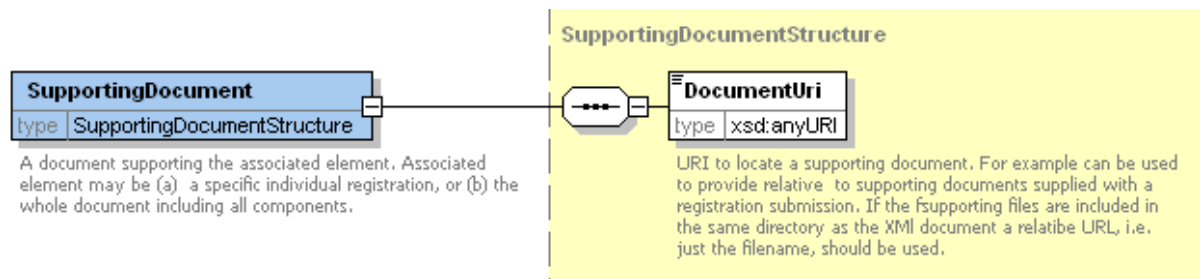 SupportingDocumentStructure
SupportingDocument
type SupportingDocumentStructure
A document supporting the associated element. Associated
element may be (a) a specific individual registration, or (b) the
whole document including all components.
DocumentUri
type xsd:anyURI
URI to locate a supporting document. For example can be used
to provide relative to supporting documents supplied with a
registration submission. If the fsupporting files are included in
the same directory as the XMl document a relatibe URL, i.e.
just the filename, should be used.